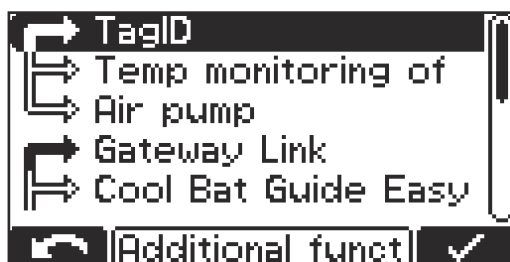 TagID
Temp monitoring of
Air pump
Gateway Link
Cool Bat Guide Easy
Additional funct